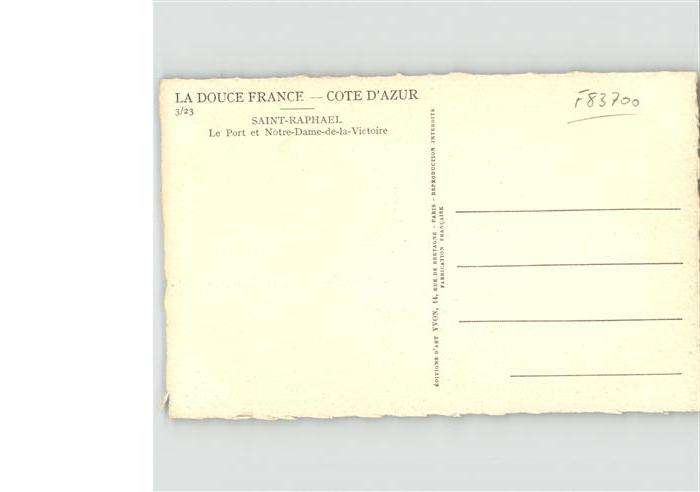 LA DOUCE FRANCE — COTE D'AZUR
3/23
SAINT-RAPHAEL
Le Port et Notre-Dame-de-la-Victoire
F83700
ÉDITIONS D'ART YVON, 15, RUE DE BRETAGNE - PARIS - REPRODUCTION INTERDITE
FABRICATION FRANÇAISE